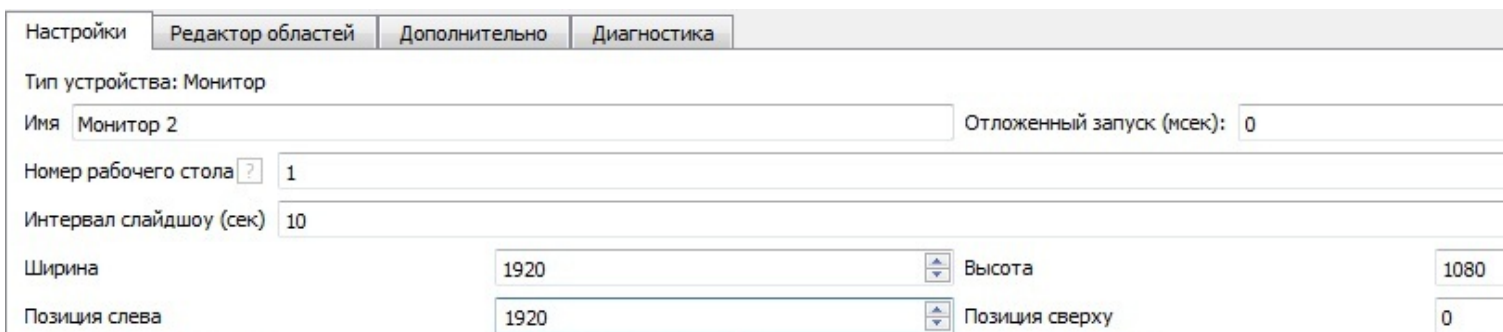 Настройки Редактор областей Дополнительно Диагностика
Тип устройства: Монитор
Имя Монитор 2 Отложенный запуск (мсек): 0
Номер рабочего стола ? 1
Интервал слайдшоу (сек) 10
Ширина 1920 Высота 1080
Позиция слева 1920 Позиция сверху 0